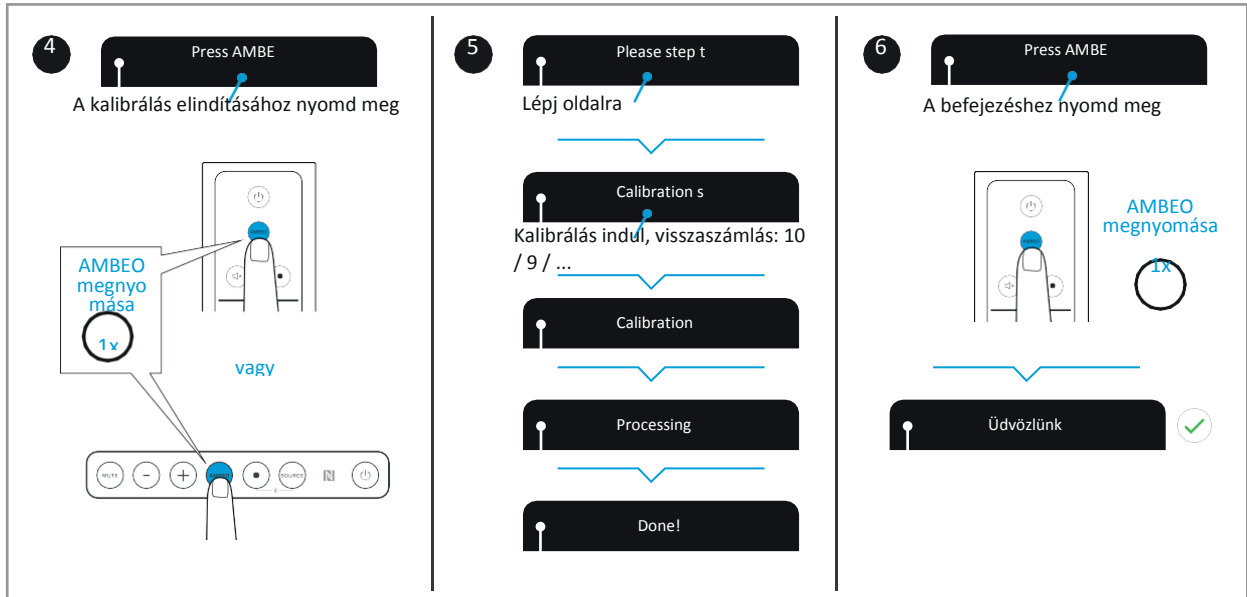 4
Press AMBE
A kalibrálás elindításához nyomd meg
AMBEO
AMBEO
megnyo
mása
1x
vagy
MUTE
AMBEO
SOURCE
5
Please step t
Lépj oldalra
Calibration s
Kalibrálás indul, visszaszámlás: 10
/ 9 / ...
Calibration
Processing
Done!
6
Press AMBE
A befejezéshez nyomd meg
AMBEO
AMBEO
megnyomása
1x
Üdvözlünk